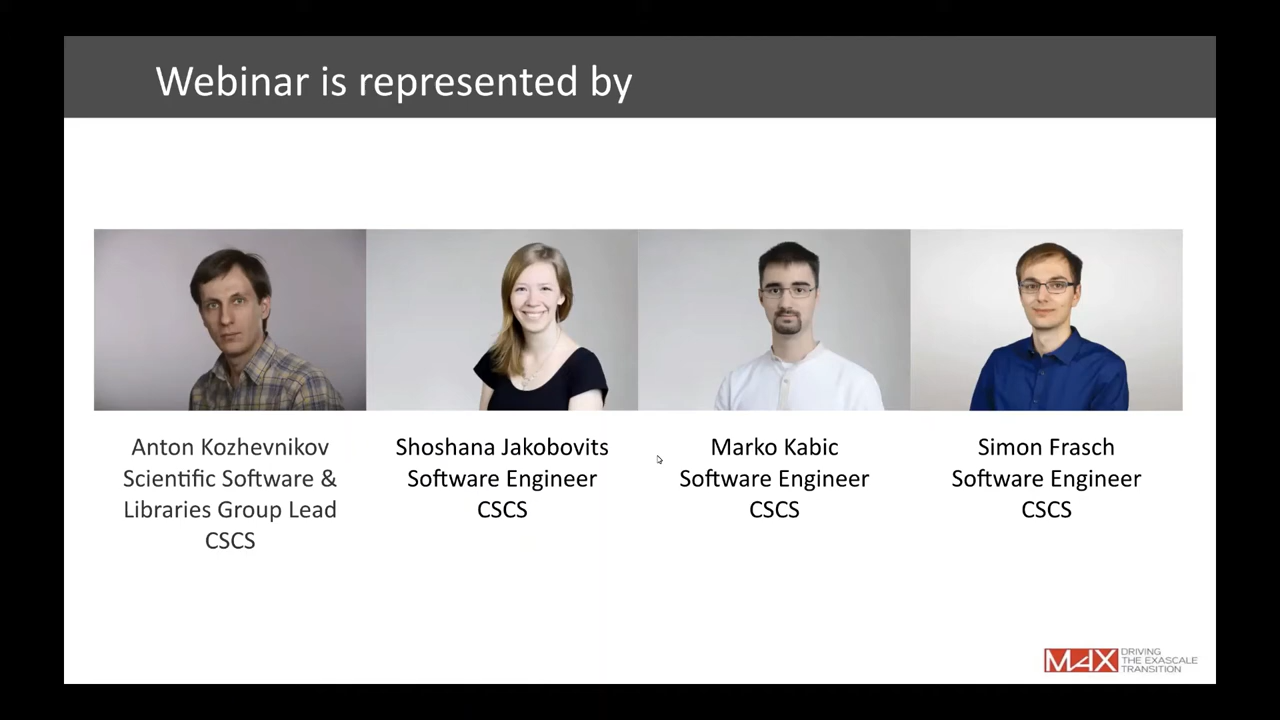 Webinar is represented by
Anton Kozhevnikov
Scientific Software &
Libraries Group Lead
CSCS
Shoshana Jakobovits
Software Engineer
CSCS
Marko Kabic
Software Engineer
CSCS
Simon Frasch
Software Engineer
CSCS
MAX
DRIVING
THE EXASCALE
TRANSITION